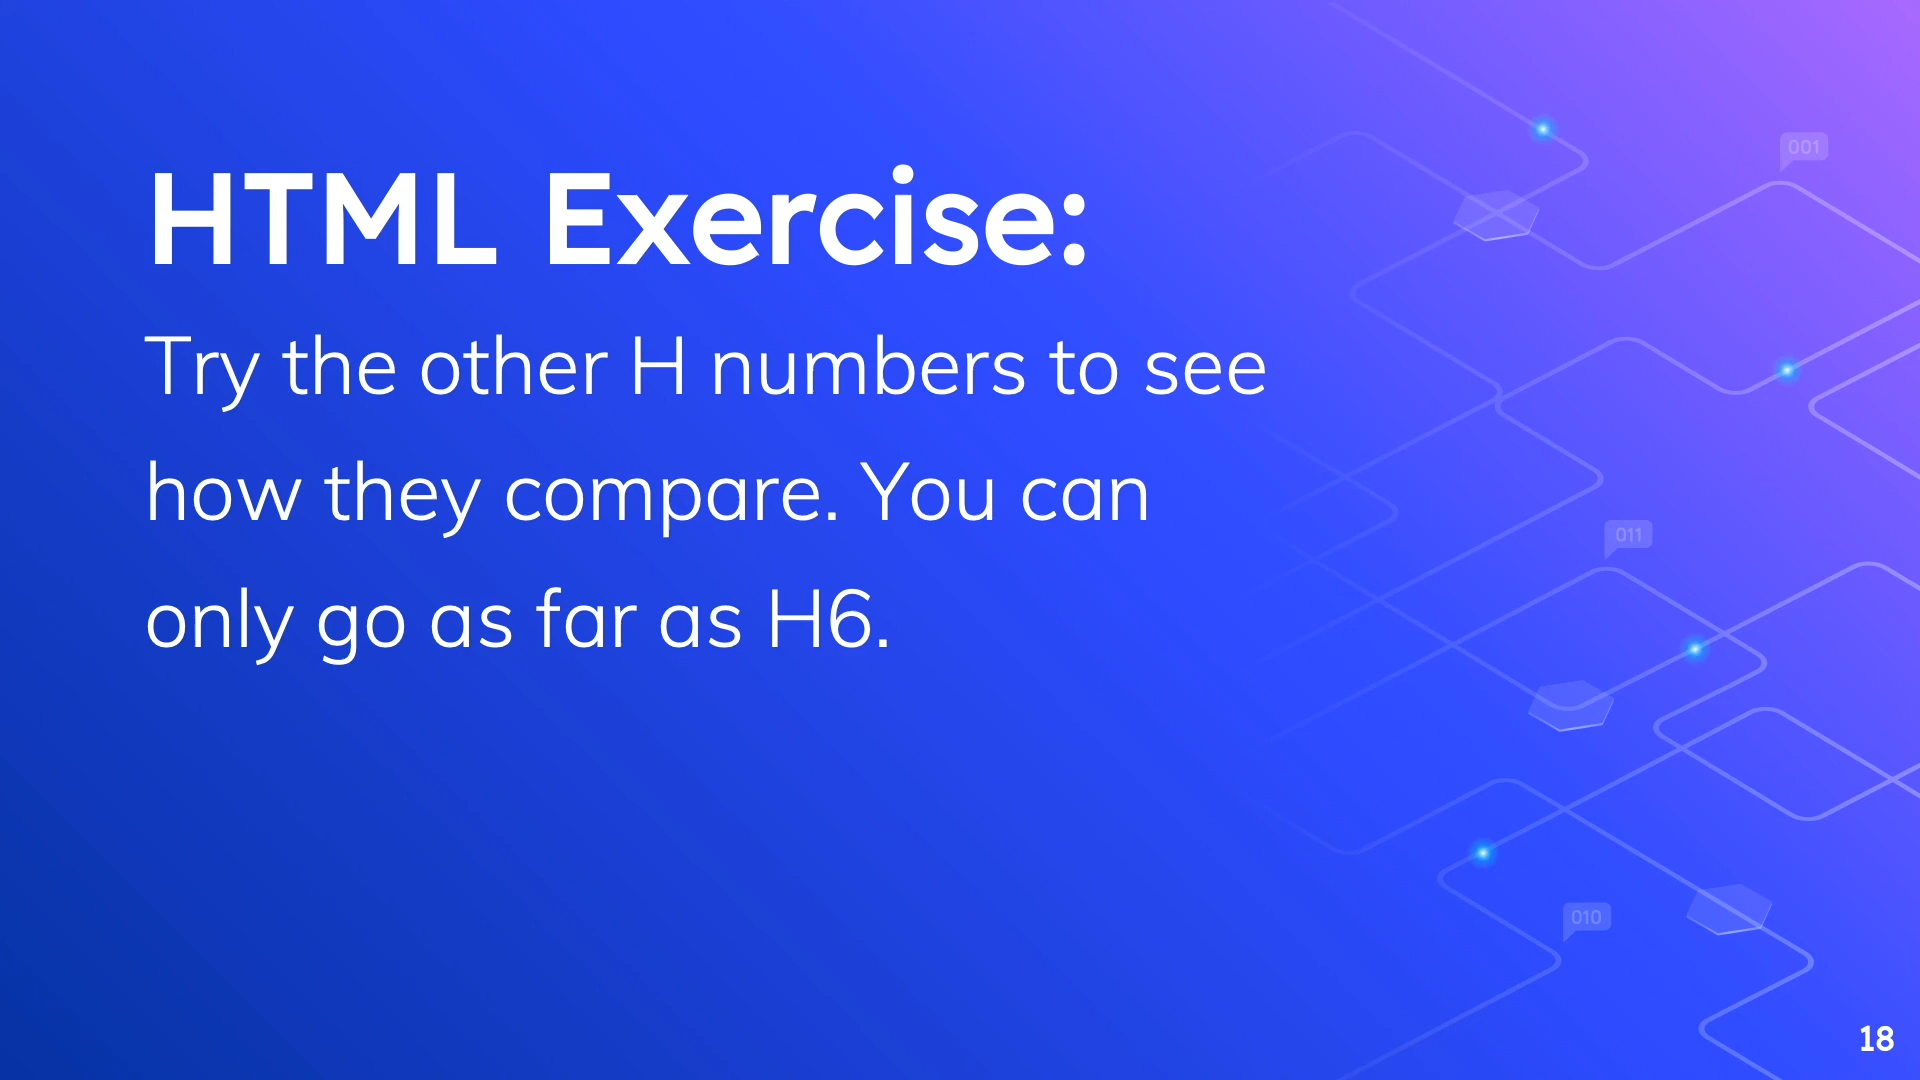 HTML Exercise:
Try the other H numbers to see
how they compare. You can
only go as far as H6.
001
011
010
18